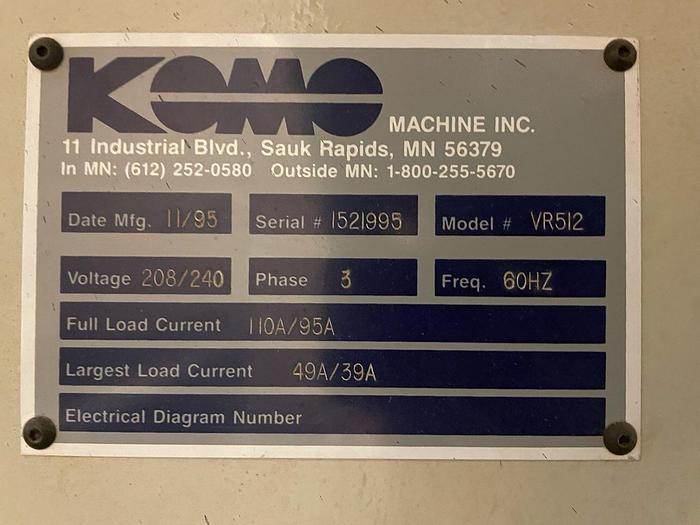 KOMO MACHINE INC.
11 Industrial Blvd., Sauk Rapids, MN 56379
In MN: (612) 252-0580 Outside MN: 1-800-255-5670
Date Mfg. 11/95 Serial # 1521995 Model # VR512
Voltage 208/240 Phase 3 Freq. 60HZ
Full Load Current 110A/95A
Largest Load Current 49A/39A
Electrical Diagram Number